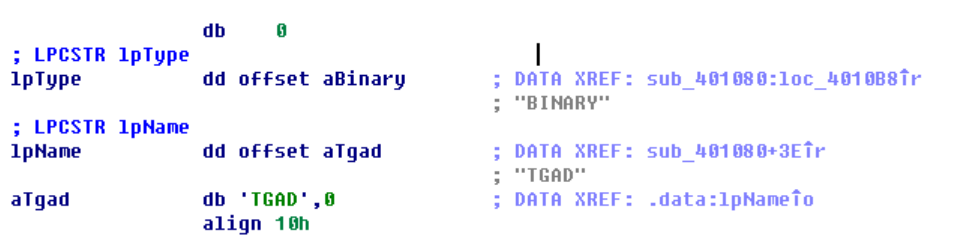 db 0
; LPCSTR lpType
lpType dd offset aBinary ; DATA XREF: sub_401080:loc_4010B8↑r
; "BINARY"
; LPCSTR lpName
lpName dd offset aTgad ; DATA XREF: sub_401080+3E↑r
; "TGAD"
aTgad db 'TGAD',0 ; DATA XREF: .data:lpName↑o
align 10h